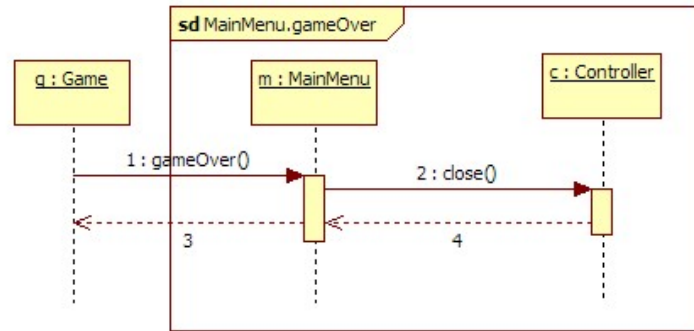 sd MainMenu.gameOver
g : Game
m : MainMenu
c : Controller
1 : gameOver()
2 : close()
3
4